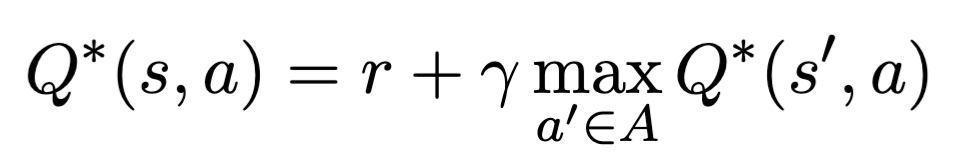 Q*(s, a) = r + γ max Q*(s′, a)
a′∈A